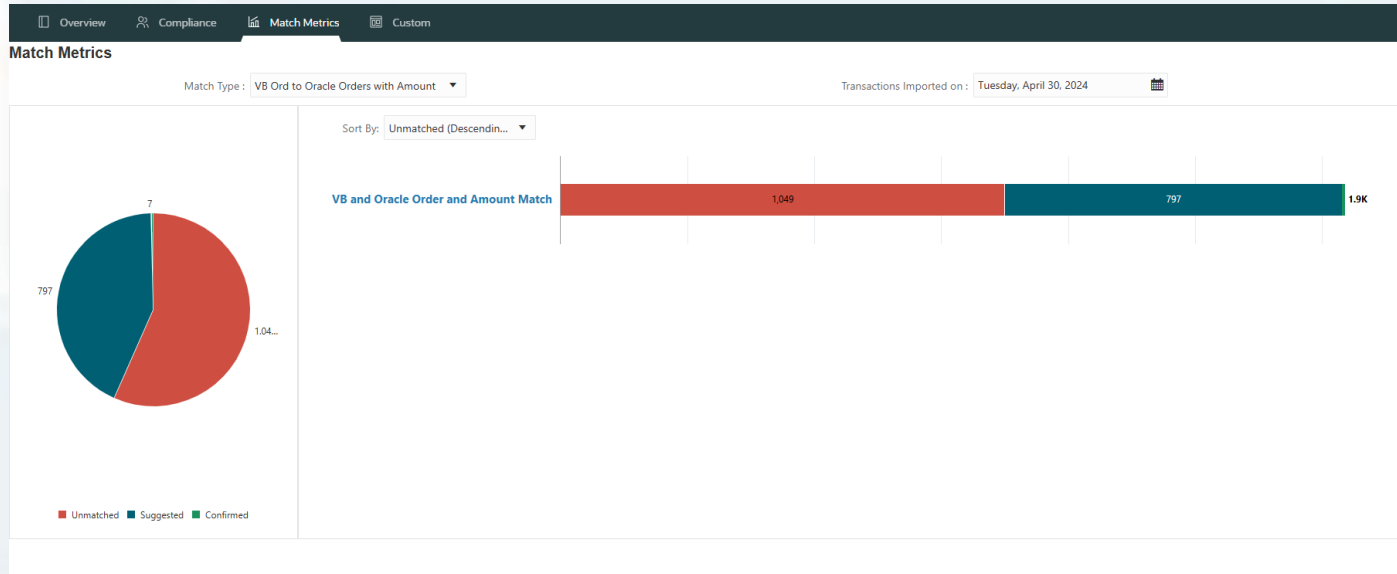 Overview Compliance Match Metrics Custom
Match Metrics
Match Type : VB Ord to Oracle Orders with Amount
Transactions Imported on : Tuesday, April 30, 2024
Sort By: Unmatched (Descendin...
7
797
1.04...
Unmatched Suggested Confirmed
VB and Oracle Order and Amount Match 1,049 797 1.9K